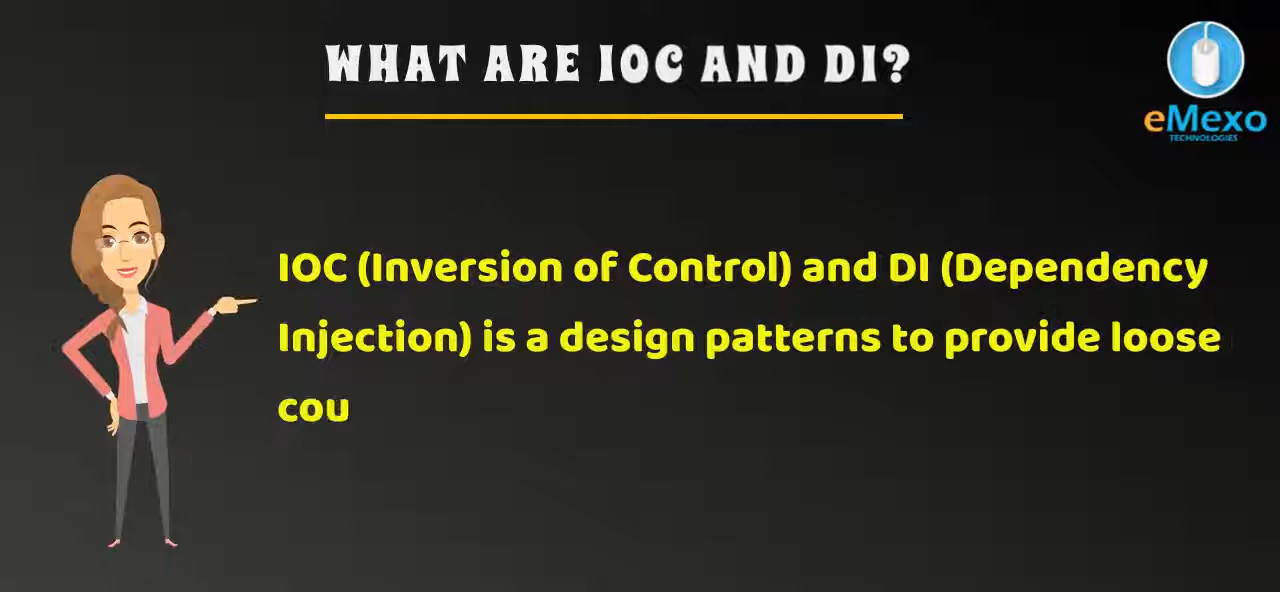 WHAT ARE IOC AND DI?
eMexo
TECHNOLOGIES
IOC (Inversion of Control) and DI (Dependency
Injection) is a design patterns to provide loose
cou